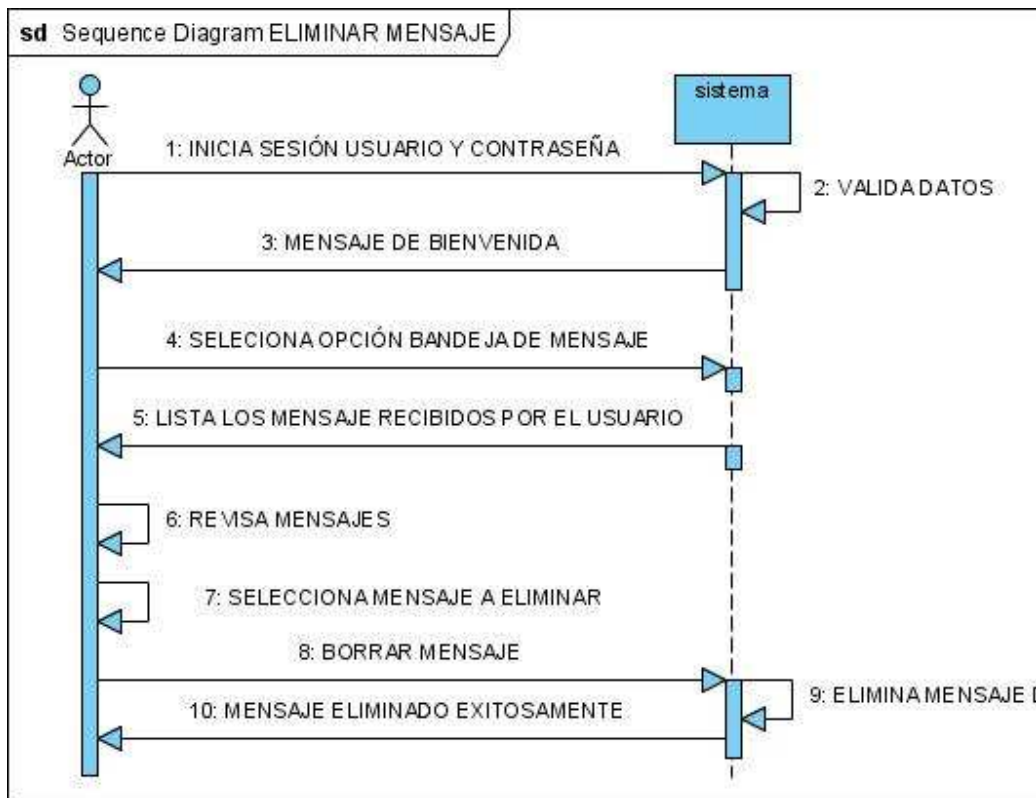 sd Sequence Diagram ELIMINAR MENSAJE
sistema
Actor
1: INICIA SESIÓN USUARIO Y CONTRASEÑA
2: VALIDA DATOS
3: MENSAJE DE BIENVENIDA
4: SELECIONA OPCIÓN BANDEJA DE MENSAJE
5: LISTA LOS MENSAJE RECIBIDOS POR EL USUARIO
6: REVISA MENSAJES
7: SELECCIONA MENSAJE A ELIMINAR
8: BORRAR MENSAJE
9: ELIMINA MENSAJE
10: MENSAJE ELIMINADO EXITOSAMENTE